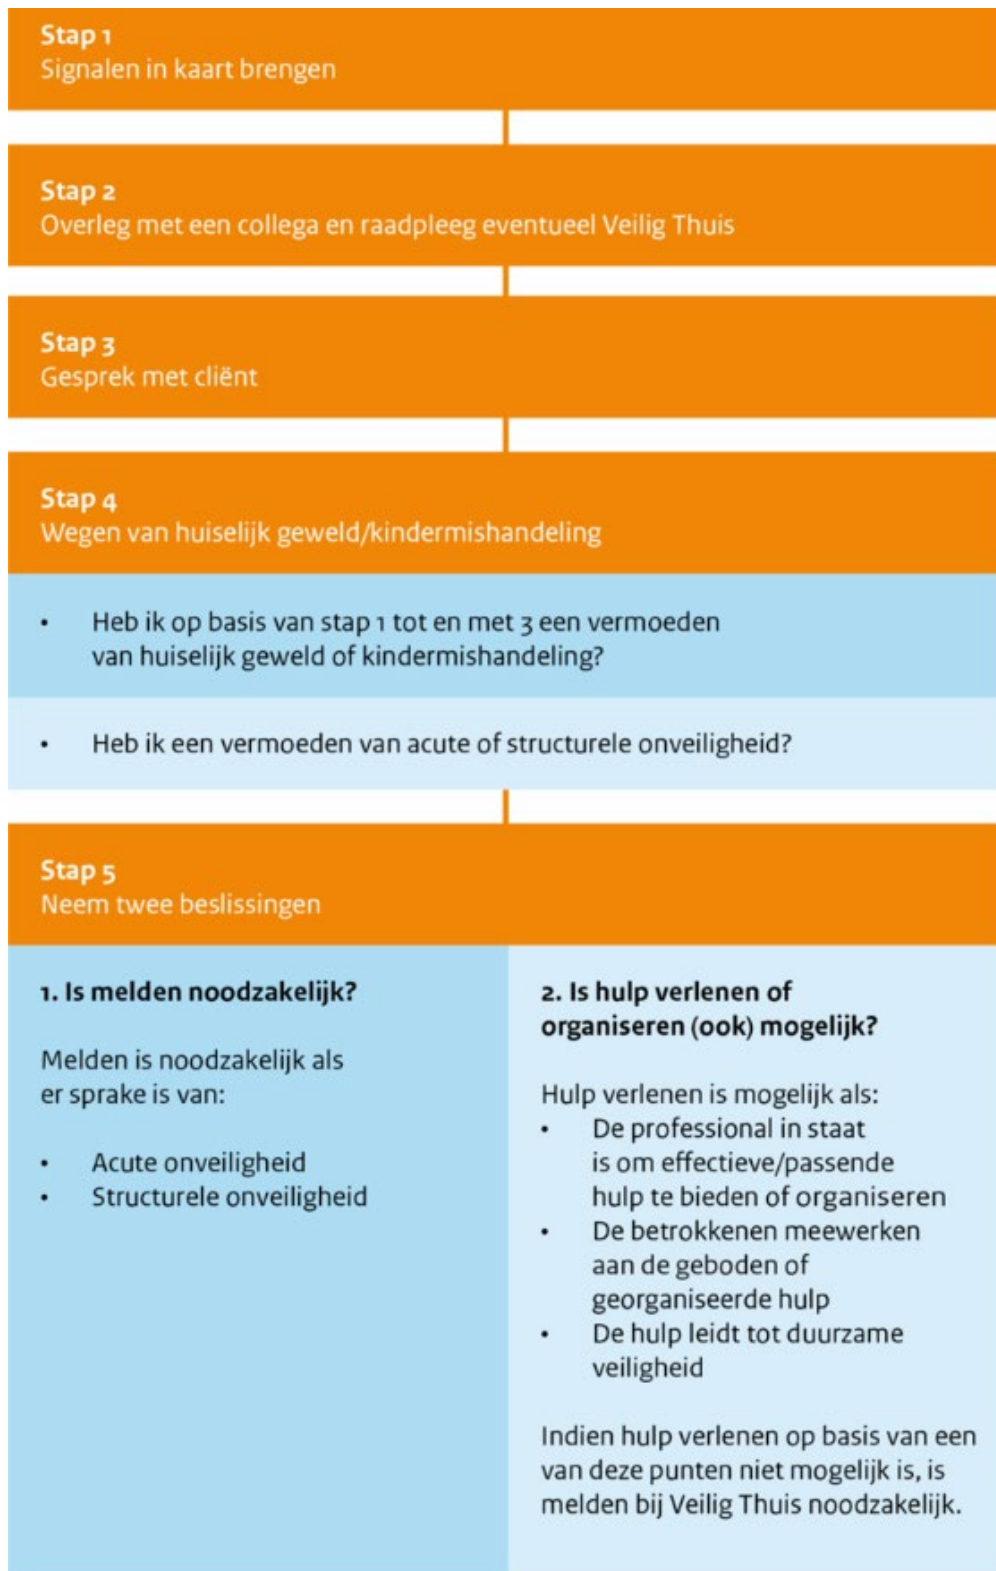 Stap 1
Signalen in kaart brengen
Stap 2
Overleg met een collega en raadpleeg eventueel Veilig Thuis
Stap 3
Gesprek met cliënt
Stap 4
Wegen van huiselijk geweld/kindermishandeling
• Heb ik op basis van stap 1 tot en met 3 een vermoeden
van huiselijk geweld of kindermishandeling?
• Heb ik een vermoeden van acute of structurele onveiligheid?
Stap 5
Neem twee beslissingen
1. Is melden noodzakelijk?
Melden is noodzakelijk als
er sprake is van:
• Acute onveiligheid
• Structurele onveiligheid
2. Is hulp verlenen of
organiseren (ook) mogelijk?
Hulp verlenen is mogelijk als:
• De professional in staat
is om effectieve/passende
hulp te bieden of organiseren
• De betrokkenen meewerken
aan de geboden of
georganiseerde hulp
• De hulp leidt tot duurzame
veiligheid
Indien hulp verlenen op basis van een
van deze punten niet mogelijk is, is
melden bij Veilig Thuis noodzakelijk.